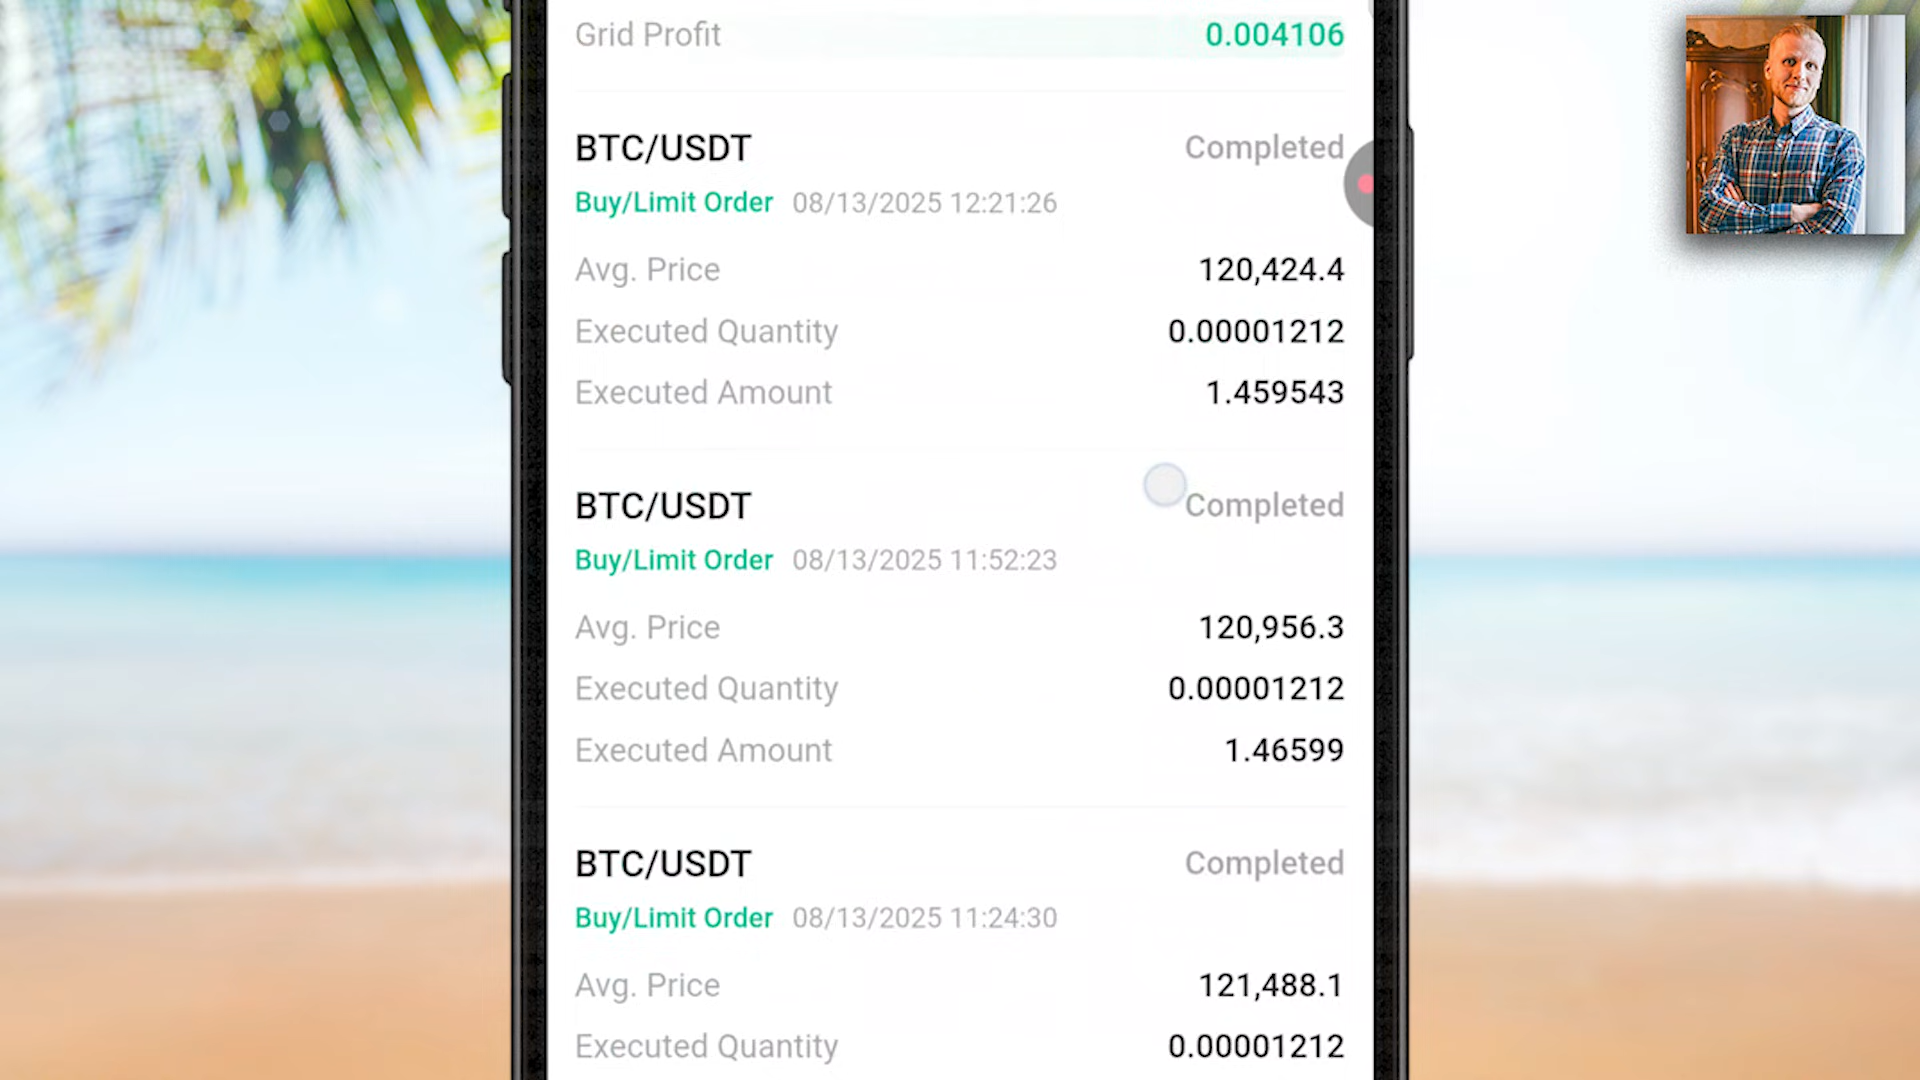 Grid Profit 0.004106
BTC/USDT Completed
Buy/Limit Order 08/13/2025 12:21:26
Avg. Price 120,424.4
Executed Quantity 0.00001212
Executed Amount 1.459543
BTC/USDT Completed
Buy/Limit Order 08/13/2025 11:52:23
Avg. Price 120,956.3
Executed Quantity 0.00001212
Executed Amount 1.46599
BTC/USDT Completed
Buy/Limit Order 08/13/2025 11:24:30
Avg. Price 121,488.1
Executed Quantity 0.00001212